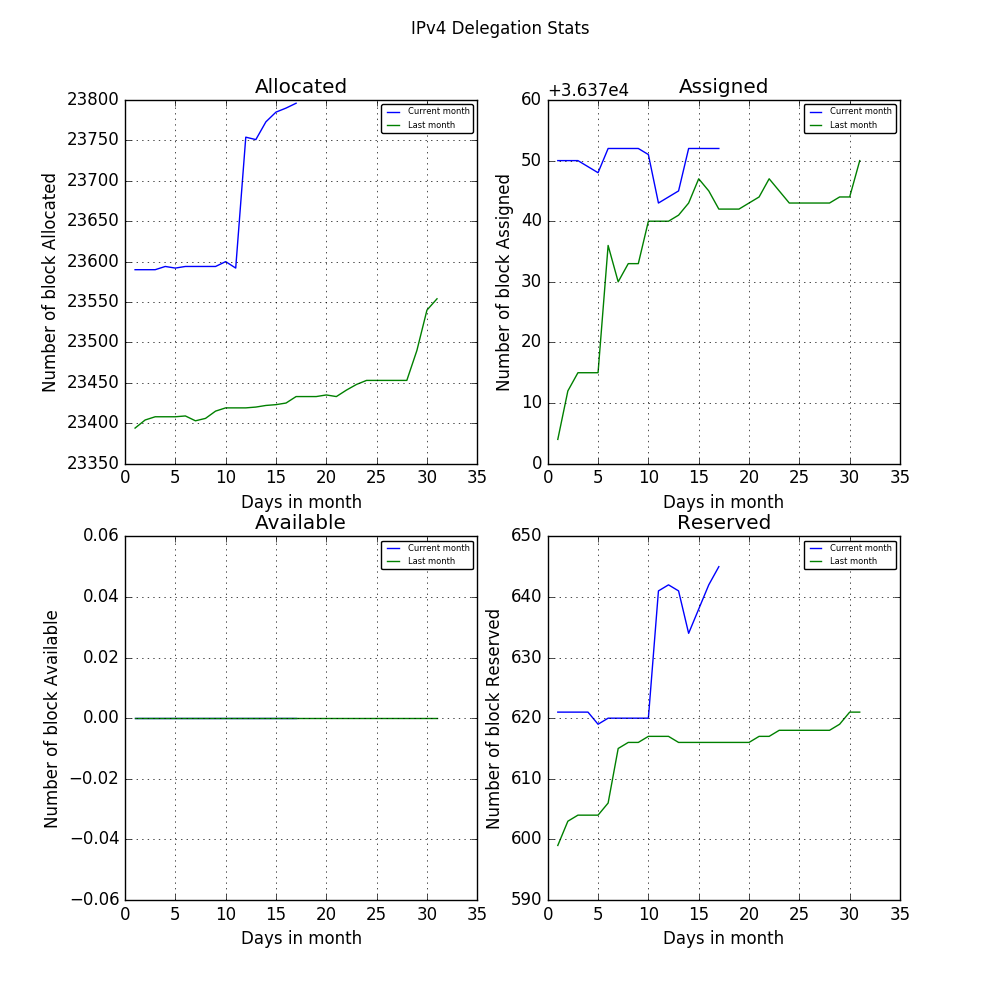 IPv4 Delegation Stats
Allocated
Number of block Allocated
23800
23750
23700
23650
23600
23550
23500
23450
23400
23350
Current month
Last month
0 5 10 15 20 25 30 35
Days in month
Assigned
+3.637e4
Number of block Assigned
60
50
40
30
20
10
0
Current month
Last month
0 5 10 15 20 25 30 35
Days in month
Available
Number of block Available
0.06
0.04
0.02
0.00
−0.02
−0.04
−0.06
Current month
Last month
0 5 10 15 20 25 30 35
Days in month
Reserved
Number of block Reserved
650
640
630
620
610
600
590
Current month
Last month
0 5 10 15 20 25 30 35
Days in month